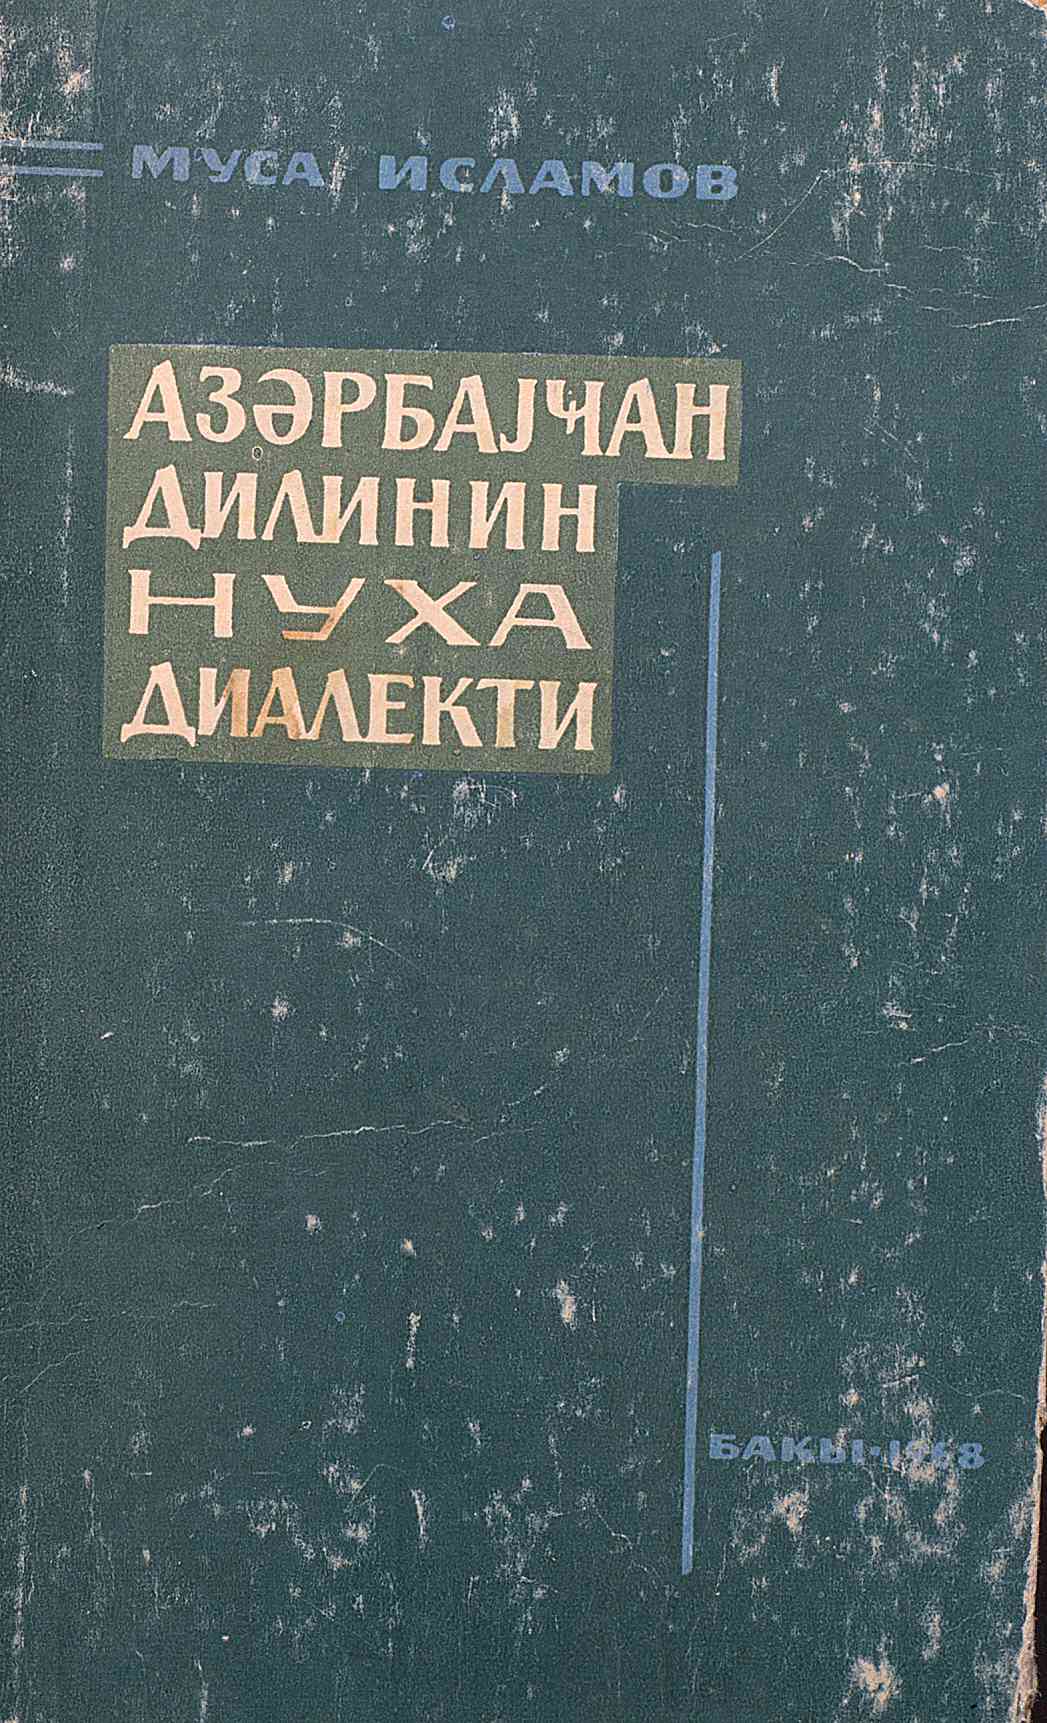 МУСА ИСЛАМОВ
АЗӘРБАЈҸАН
ДИЛИНИН
НУХА
ДИАЛЕКТИ
БАКЫ·1968